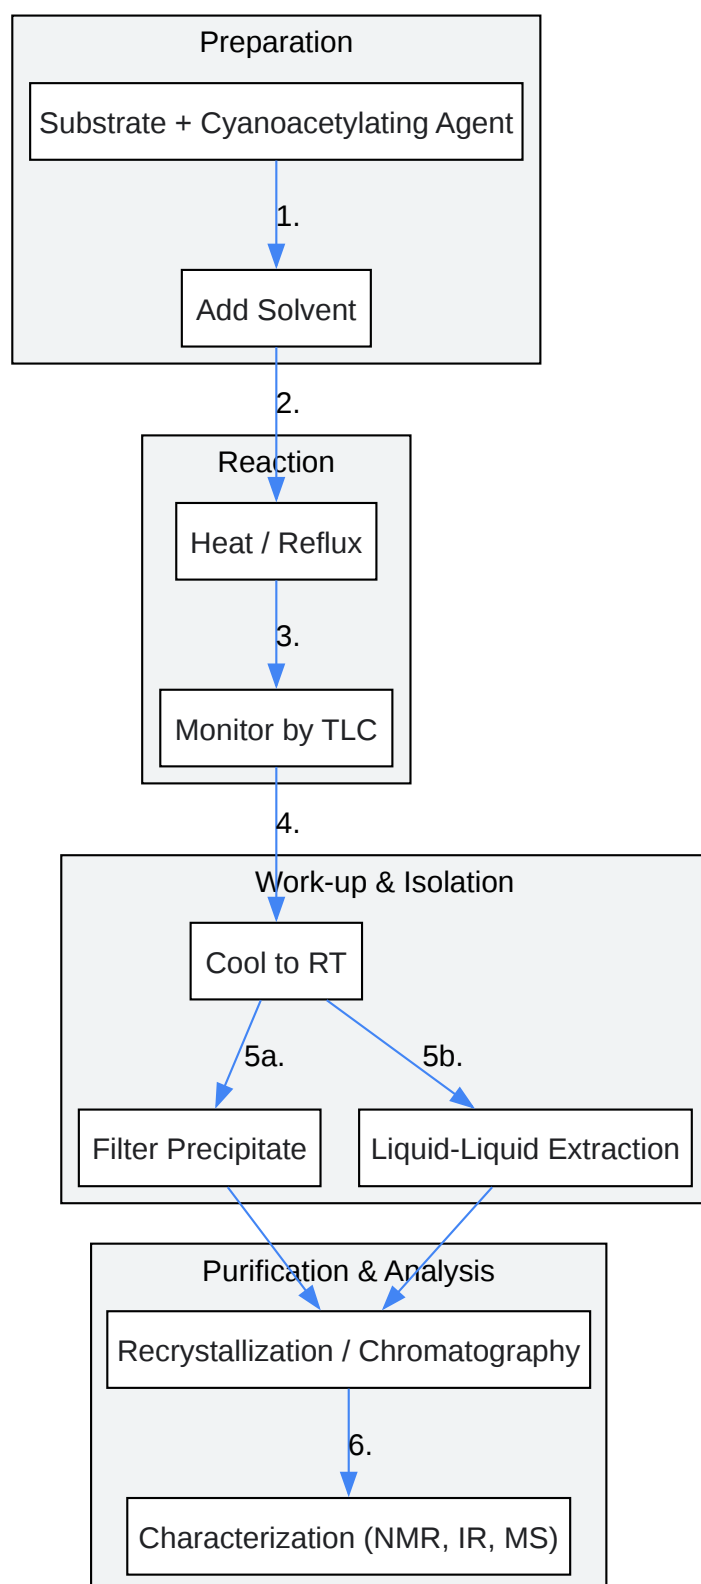 Preparation
Substrate + Cyanoacetylating Agent
1.
Add Solvent
2.
Reaction
Heat / Reflux
3.
Monitor by TLC
4.
Work-up & Isolation
Cool to RT
5a.
5b.
Filter Precipitate
Liquid-Liquid Extraction
Purification & Analysis
Recrystallization / Chromatography
6.
Characterization (NMR, IR, MS)